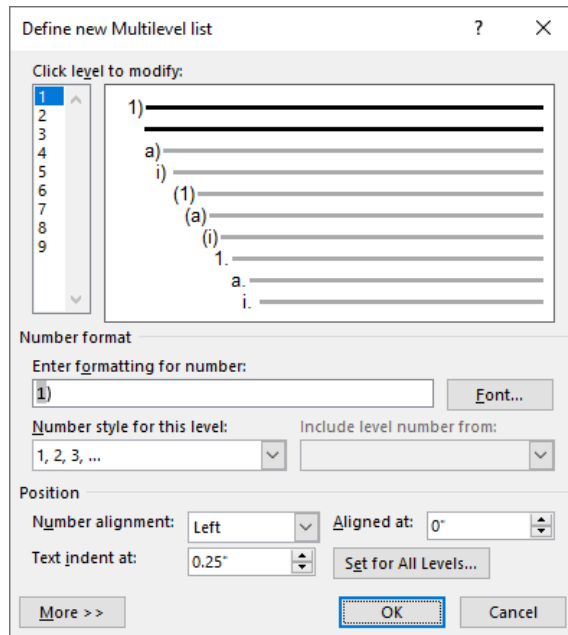 Define new Multilevel list ?
Click level to modify:
1
2
3
4
5
6
7
8
9
1)
a)
i)
(1)
(a)
(i)
1.
a.
i.
Number format
Enter formatting for number:
1) Font...
Number style for this level: Include level number from:
1, 2, 3, ...
Position
Number alignment: Left Aligned at: 0"
Text indent at: 0.25" Set for All Levels...
More >> OK Cancel